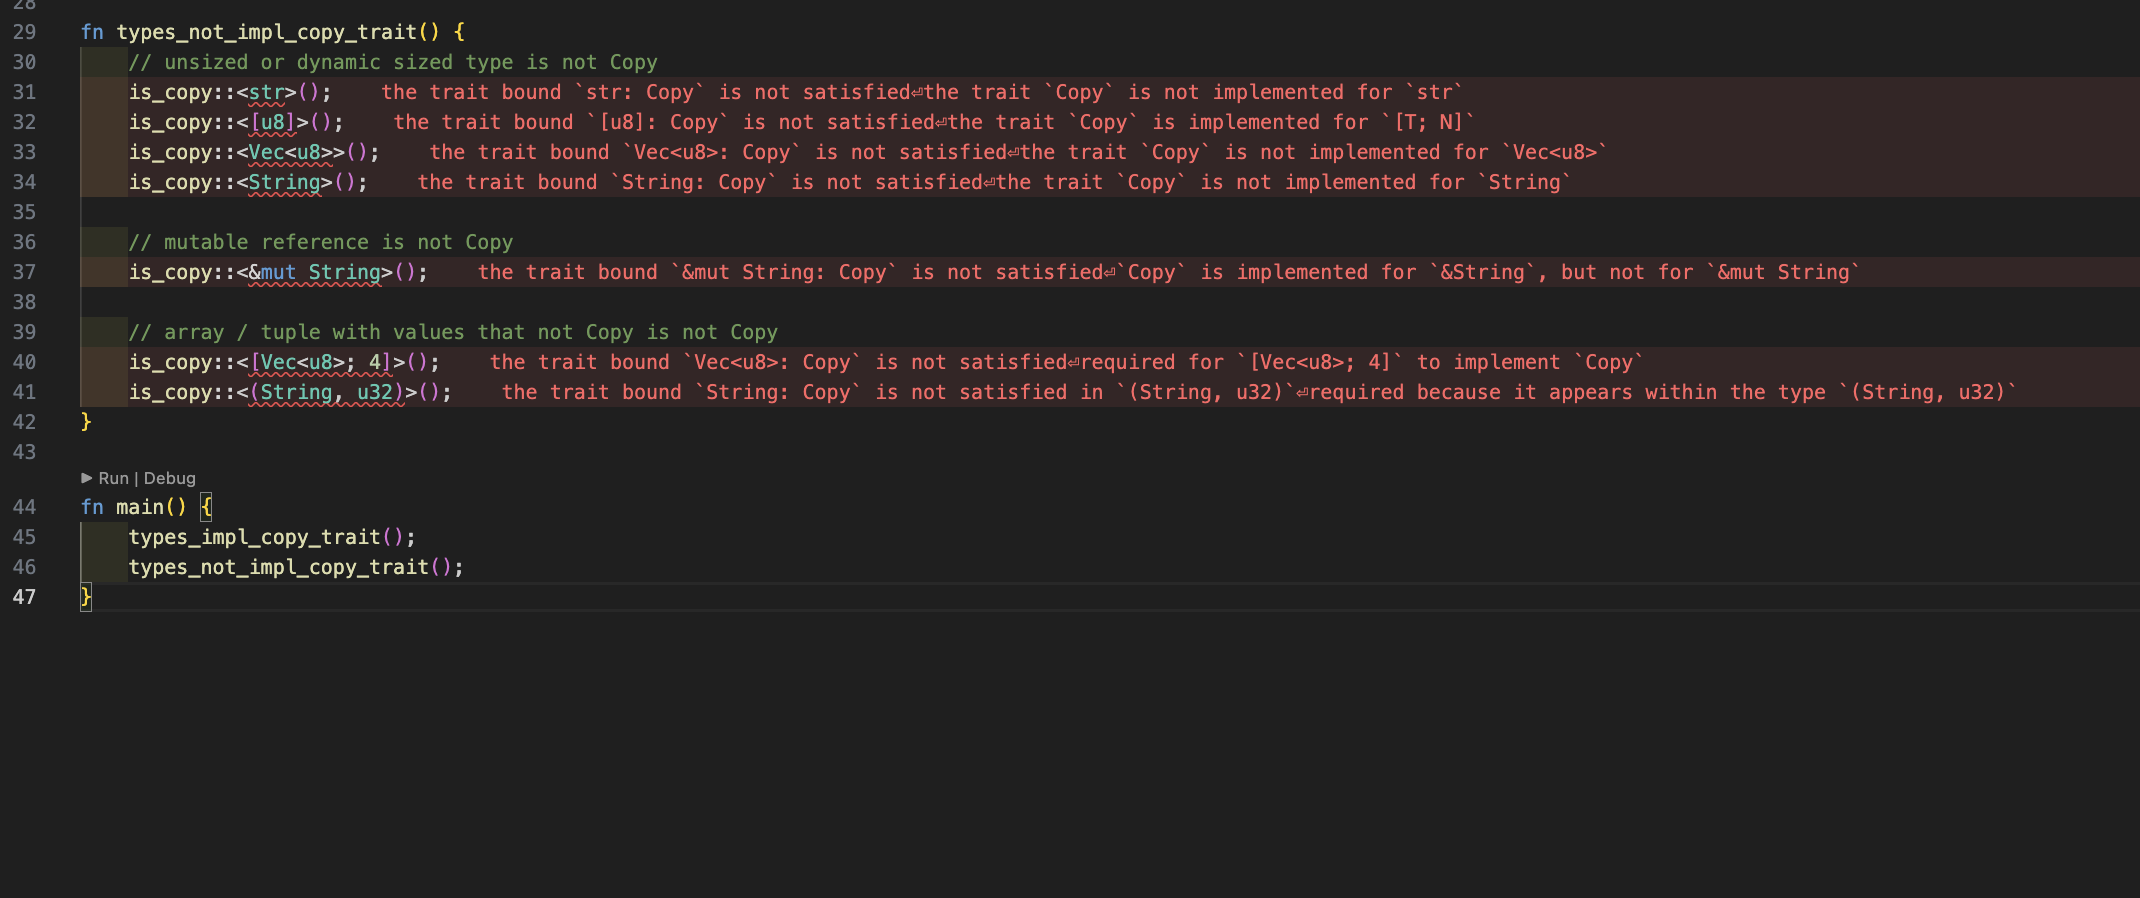 28
29 fn types_not_impl_copy_trait() {
30 // unsized or dynamic sized type is not Copy
31 is_copy::<str>(); the trait bound `str: Copy` is not satisfied⏎the trait `Copy` is not implemented for `str`
32 is_copy::<[u8]>(); the trait bound `[u8]: Copy` is not satisfied⏎the trait `Copy` is implemented for `[T; N]`
33 is_copy::<Vec<u8>>(); the trait bound `Vec<u8>: Copy` is not satisfied⏎the trait `Copy` is not implemented for `Vec<u8>`
34 is_copy::<String>(); the trait bound `String: Copy` is not satisfied⏎the trait `Copy` is not implemented for `String`
35
36 // mutable reference is not Copy
37 is_copy::<&mut String>(); the trait bound `&mut String: Copy` is not satisfied⏎`Copy` is implemented for `&String`, but not for `&mut String`
38
39 // array / tuple with values that not Copy is not Copy
40 is_copy::<[Vec<u8>; 4]>(); the trait bound `Vec<u8>: Copy` is not satisfied⏎required for `[Vec<u8>; 4]` to implement `Copy`
41 is_copy::<(String, u32)>(); the trait bound `String: Copy` is not satisfied in `(String, u32)`⏎required because it appears within the type `(String, u32)`
42 }
43
▶ Run | Debug
44 fn main() {
45 types_impl_copy_trait();
46 types_not_impl_copy_trait();
47 }